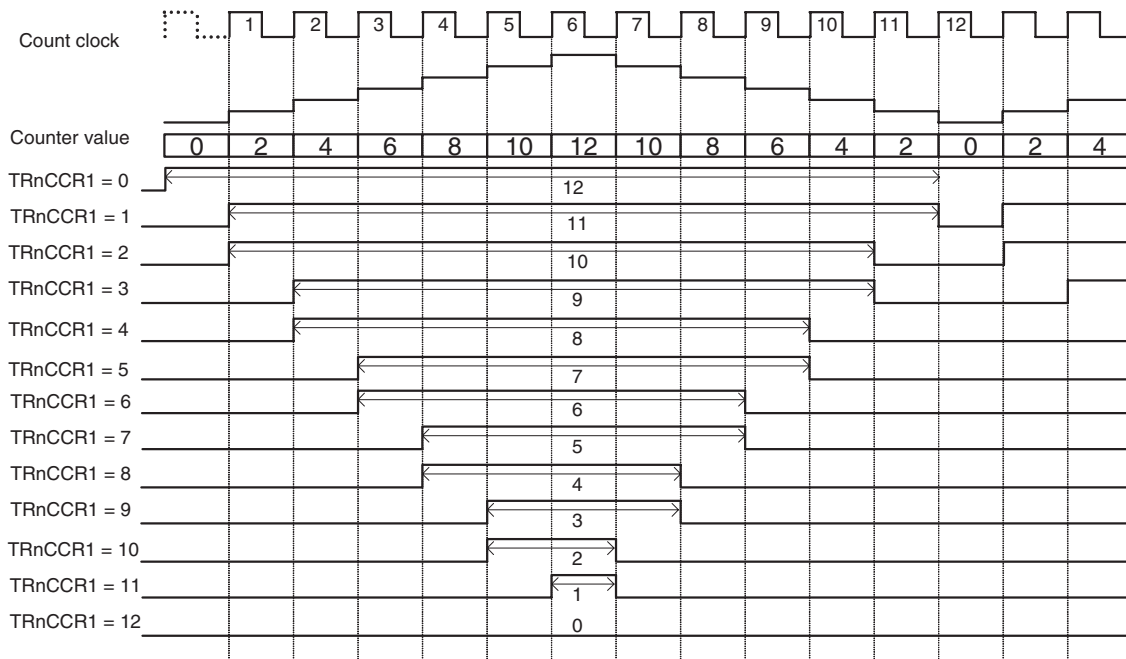 Count clock
1 2 3 4 5 6 7 8 9 10 11 12
Counter value
0 2 4 6 8 10 12 10 8 6 4 2 0 2 4
TRnCCR1 = 0
12
TRnCCR1 = 1
11
TRnCCR1 = 2
10
TRnCCR1 = 3
9
TRnCCR1 = 4
8
TRnCCR1 = 5
7
TRnCCR1 = 6
6
TRnCCR1 = 7
5
TRnCCR1 = 8
4
TRnCCR1 = 9
3
TRnCCR1 = 10
2
TRnCCR1 = 11
1
TRnCCR1 = 12
0